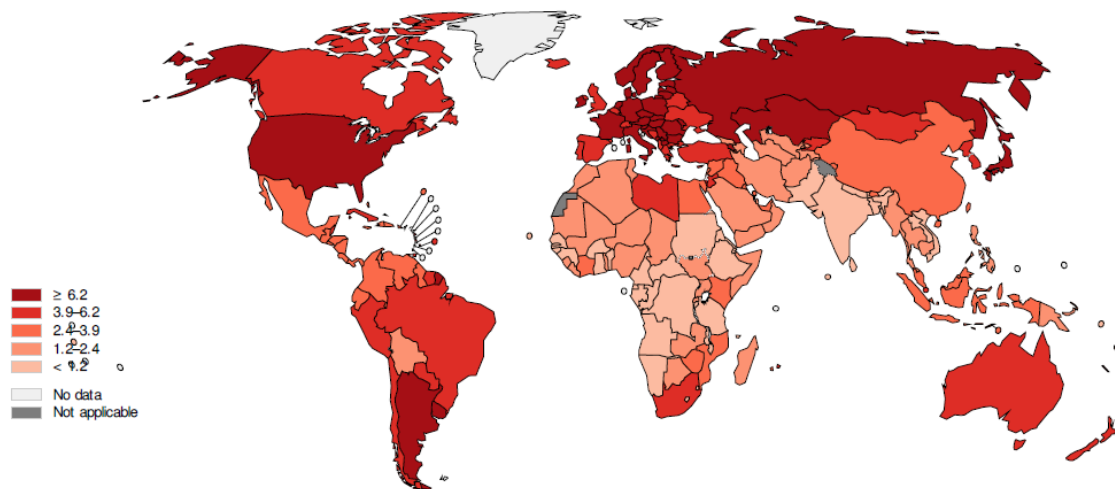 ≥ 6.2
3.9–6.2
2.4–3.9
1.2–2.4
< 1.2
No data
Not applicable